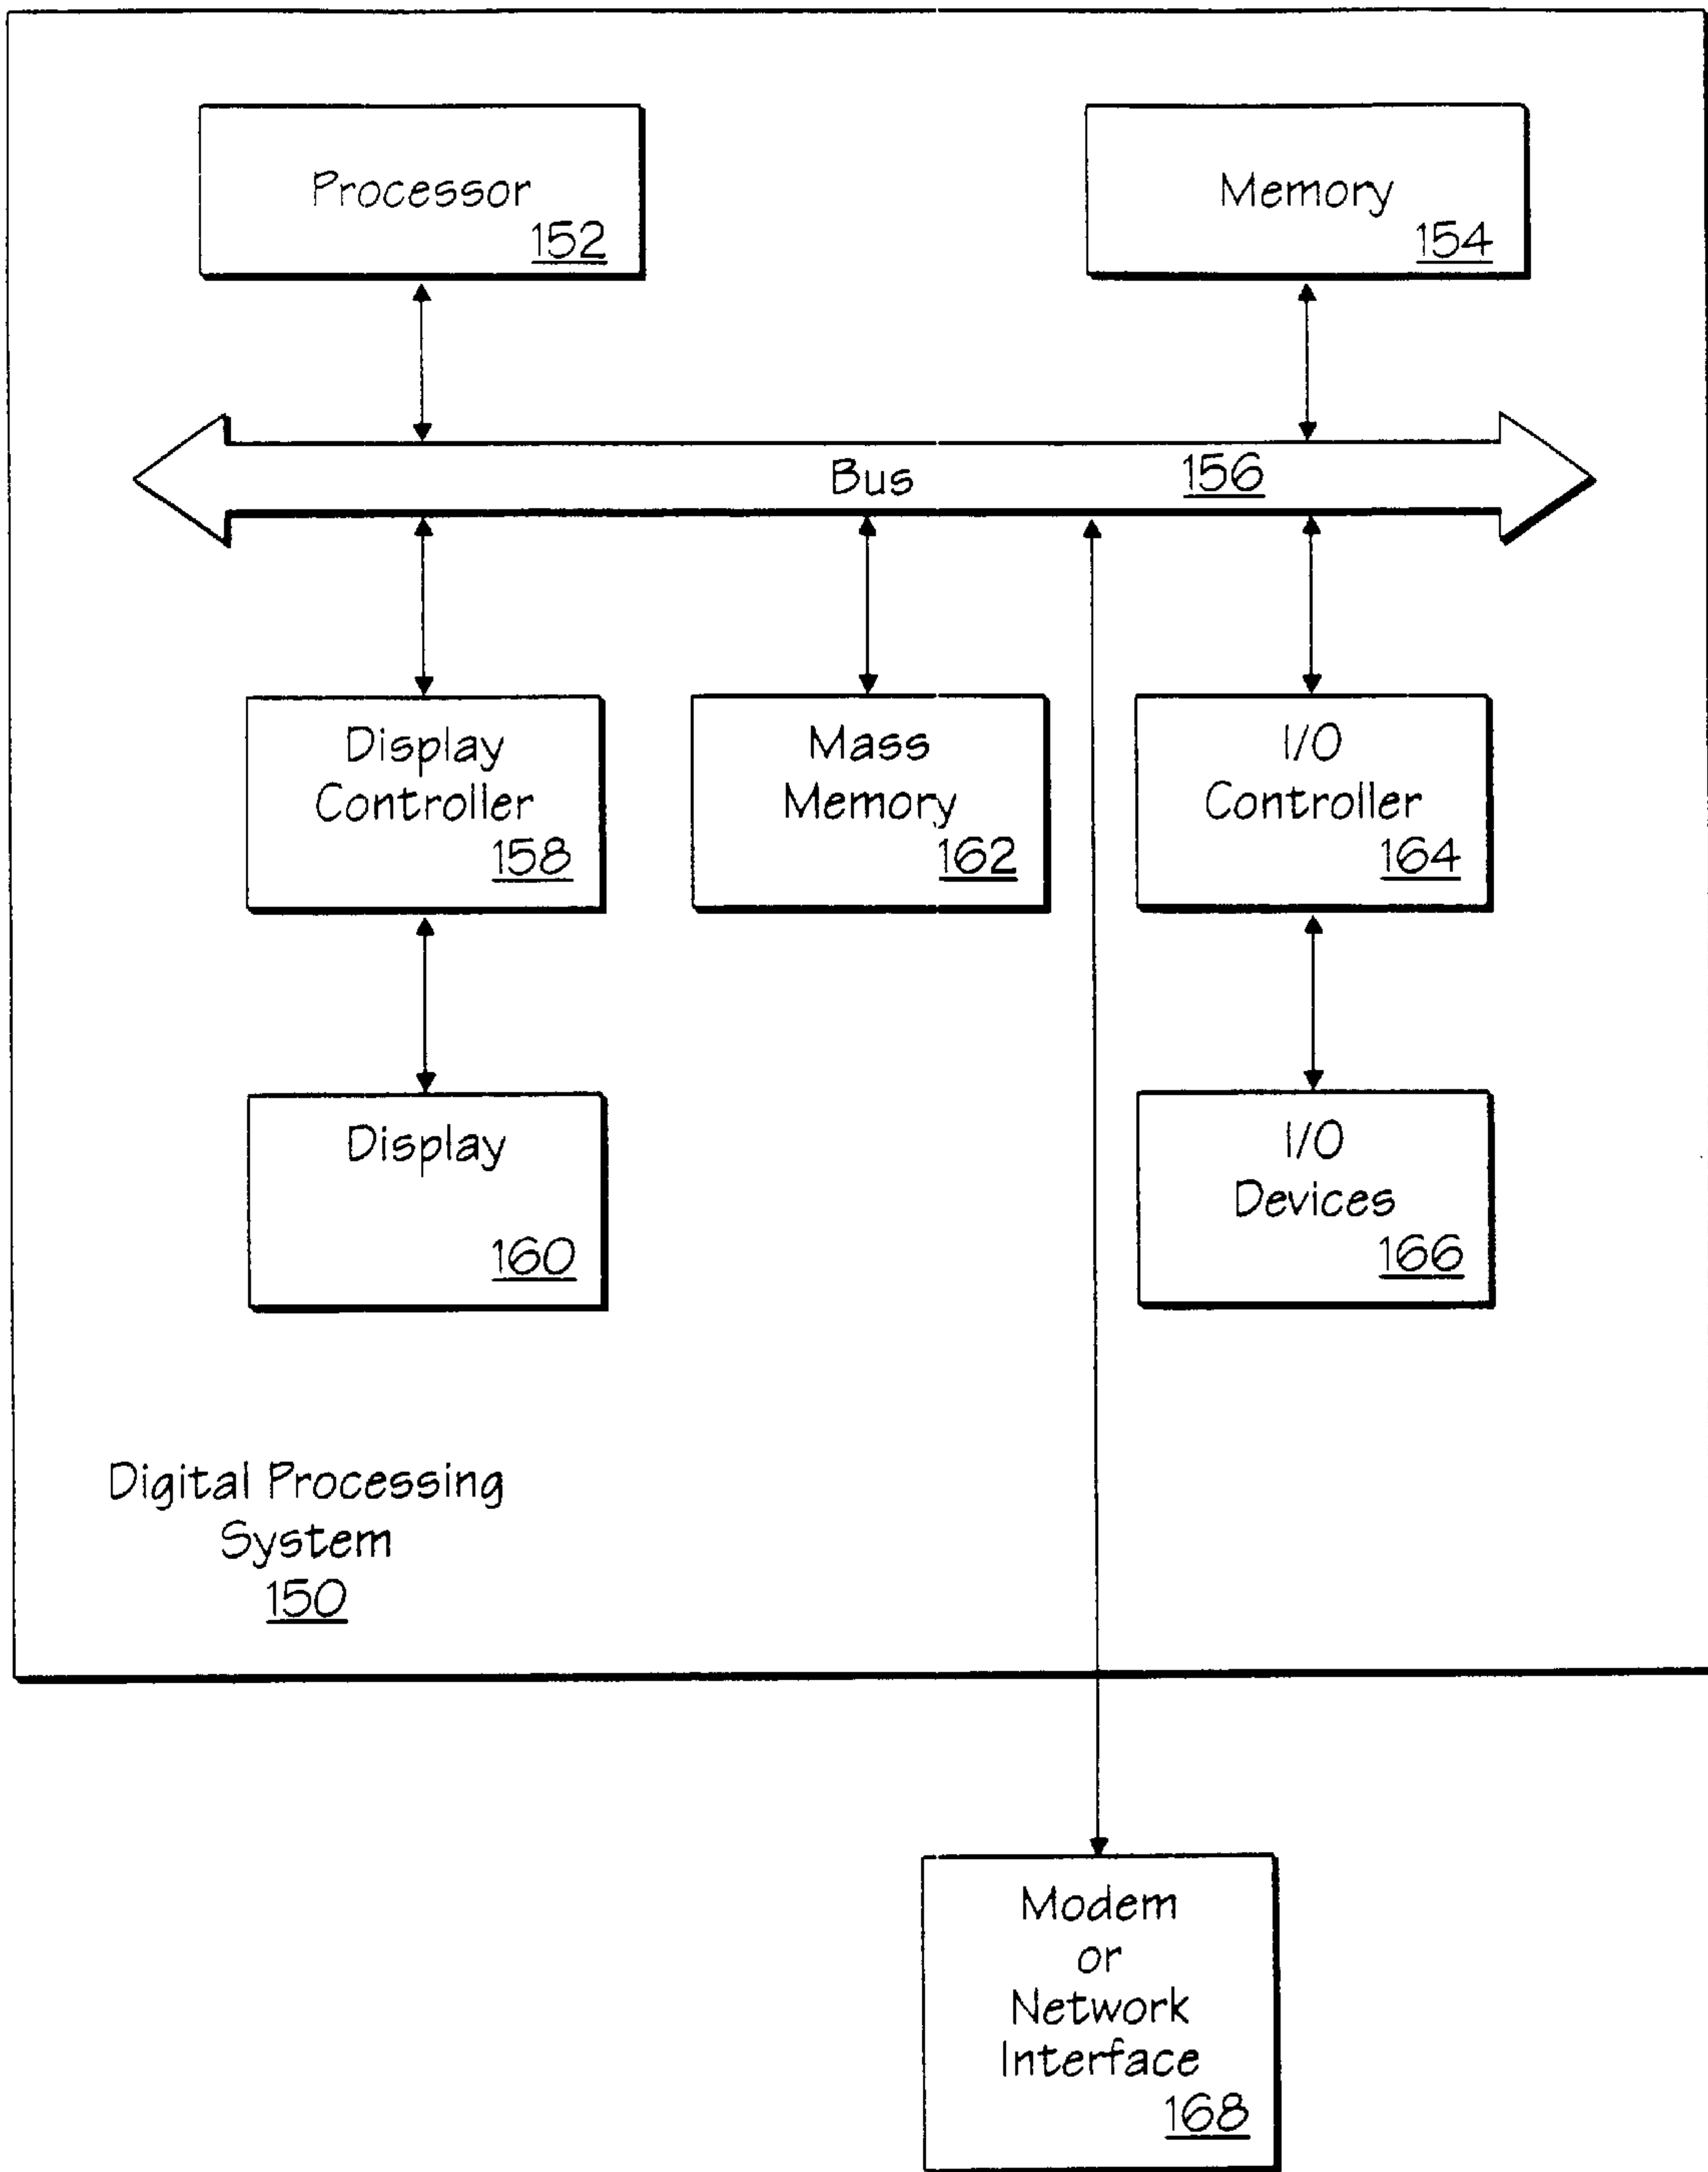 Processor
152
Memory
154
Bus 156
Display
Controller
158
Mass
Memory
162
I/O
Controller
164
Display
160
I/O
Devices
166
Digital Processing
System
150
Modem
or
Network
Interface
168